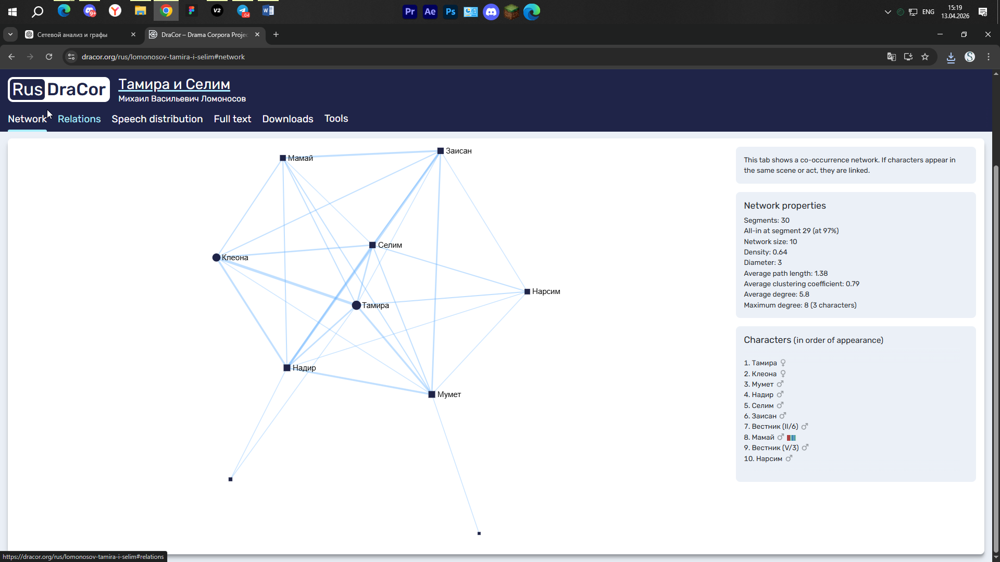 V2
.04
Pr
Ae
Ps
9+
ENG
15:19
13.04.2026
Сетевой анализ и графы
DraCor – Drama Corpora Projec
dracor.org/rus/lomonosov-tamira-i-selim#network
RusDraCor
Тамира и Селим
Михаил Васильевич Ломоносов
Network
Relations
Speech distribution
Full text
Downloads
Tools
Мамай
Заисан
Селим
Клеона
Нарсим
Тамира
Надир
Мумет
This tab shows a co-occurrence network. If characters appear in
the same scene or act, they are linked.
Network properties
Segments: 30
All-in at segment 29 (at 97%)
Network size: 10
Density: 0.64
Diameter: 3
Average path length: 1.38
Average clustering coefficient: 0.79
Average degree: 5.8
Maximum degree: 8 (3 characters)
Characters (in order of appearance)
1. Тамира ♀
2. Клеона ♀
3. Мумет ♂
4. Надир ♂
5. Селим ♂
6. Заисан ♂
7. Вестник (II/6) ♂
8. Мамай ♂
9. Вестник (V/3) ♂
10. Нарсим ♂
https://dracor.org/rus/lomonosov-tamira-i-selim#relations